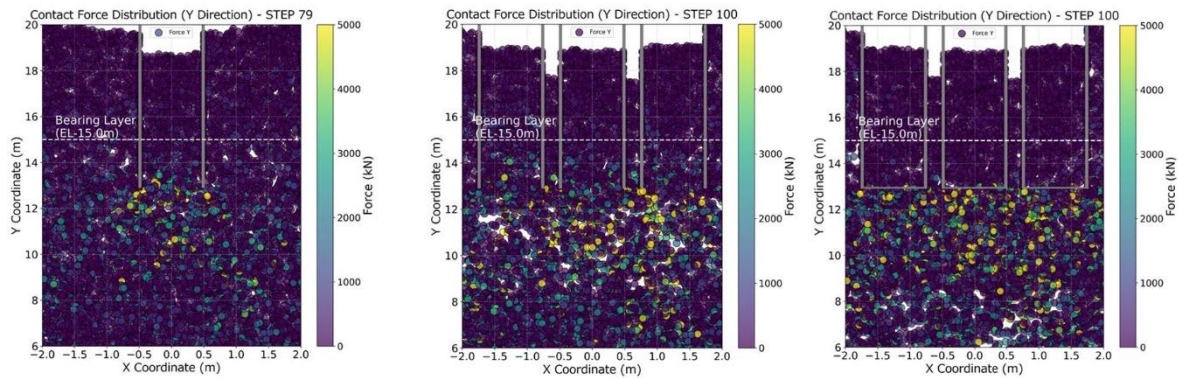 Contact Force Distribution (Y Direction) - STEP 79
Force Y
Bearing Layer
(EL-15.0m)
Y Coordinate (m)
20
18
16
14
12
10
8
6
-2.0 -1.5 -1.0 -0.5 0.0 0.5 1.0 1.5 2.0
X Coordinate (m)
5000
4000
3000
2000
1000
0
Force (kN)
Contact Force Distribution (Y Direction) - STEP 100
Force Y
Bearing Layer
(EL-15.0m)
Y Coordinate (m)
20
18
16
14
12
10
8
6
-2.0 -1.5 -1.0 -0.5 0.0 0.5 1.0 1.5 2.0
X Coordinate (m)
5000
4000
3000
2000
1000
0
Force (kN)
Contact Force Distribution (Y Direction) - STEP 100
Force Y
Bearing Layer
(EL-15.0m)
Y Coordinate (m)
20
18
16
14
12
10
8
6
-2.0 -1.5 -1.0 -0.5 0.0 0.5 1.0 1.5 2.0
X Coordinate (m)
5000
4000
3000
2000
1000
0
Force (kN)